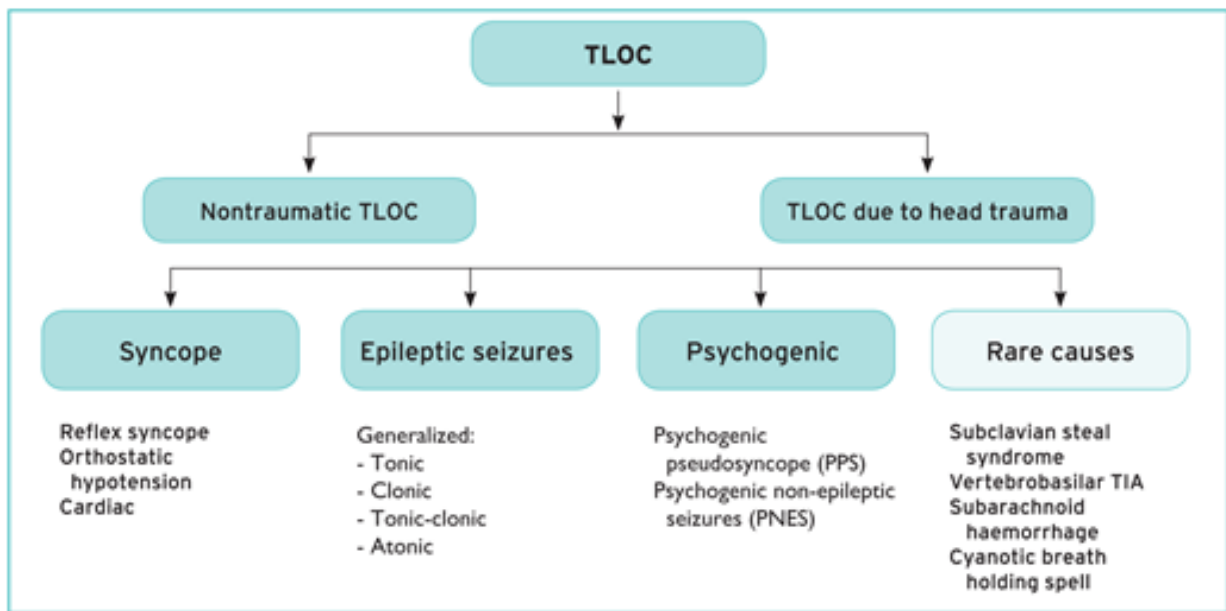 TLOC
Nontraumatic TLOC
TLOC due to head trauma
Syncope
Epileptic seizures
Psychogenic
Rare causes
Reflex syncope
Orthostatic
hypotension
Cardiac
Generalized:
- Tonic
- Clonic
- Tonic-clonic
- Atonic
Psychogenic
pseudosyncope (PPS)
Psychogenic non-epileptic
seizures (PNES)
Subclavian steal
syndrome
Vertebrobasilar TIA
Subarachnoid
haemorrhage
Cyanotic breath
holding spell